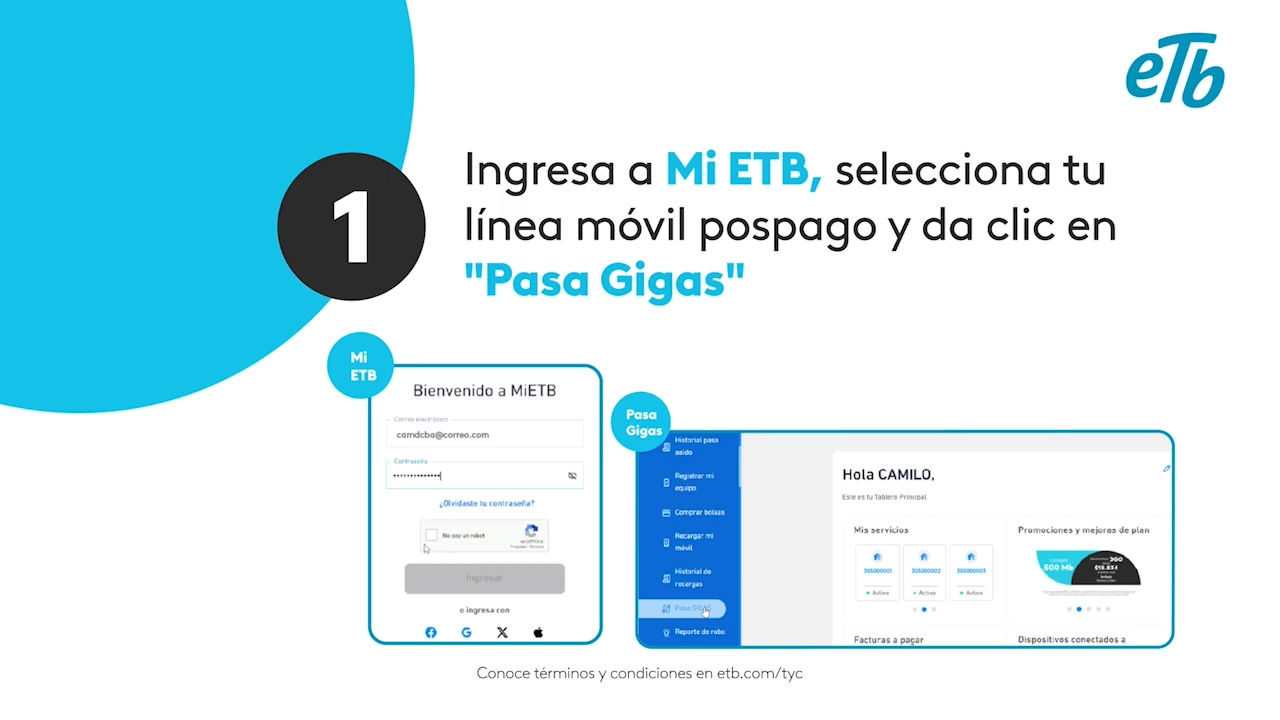 eTb
1
Ingresa a Mi ETB, selecciona tu
línea móvil pospago y da clic en
"Pasa Gigas"
Mi
ETB
Bienvenido a MiETB
Correo electrónico
camdcba@correo.com
Contraseña
¿Olvidaste tu contraseña?
No soy un robot
reCAPTCHA
Ingresar
o ingresa con
Pasa
Gigas
Historial pasa
saldo
Registrar mi
equipo
Comprar bolsas
Recargar mi
móvil
Historial de
recargas
Pasa GIGAS
Reporte de robo
Hola CAMILO,
Este es tu Tablero Principal
Mis servicios
305000001
305000002
305000003
Activo
Activo
Activo
Promociones y mejoras de plan
500 Mb
Facturas a pagar
Dispositivos conectados a
Conoce términos y condiciones en etb.com/tyc